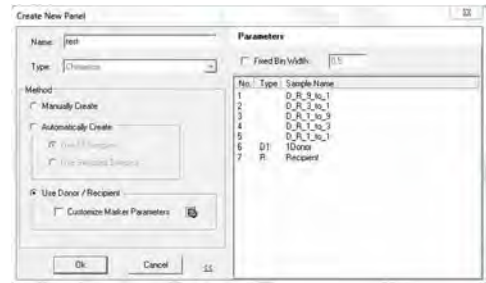 Create New Panel
Name: test
Type: Chimerism
Method
Manually Create
Automatically Create
Use Donor / Recipient
Customize Marker Parameters
Ok
Cancel
<<
Parameters
Fixed Bin Width: 0.5
No. Type Sample Name
1 D_R_9_to_1
2 D_R_3_to_1
3 D_R_1_to_9
4 D_R_1_to_3
5 D_R_1_to_1
6 D1 1Donor
7 R Recipient